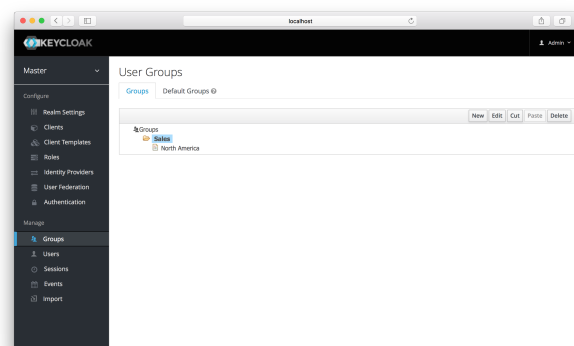 localhost
KEYCLOAK
Admin
Master
Configure
Realm Settings
Clients
Client Templates
Roles
Identity Providers
User Federation
Authentication
Manage
Groups
Users
Sessions
Events
Import
User Groups
Groups Default Groups
New Edit Cut Paste Delete
Groups
Sales
North America